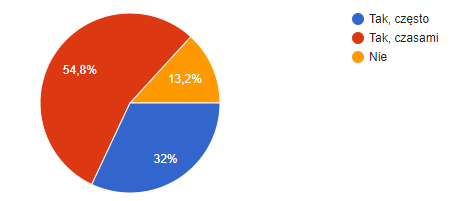 Tak, często
Tak, czasami
Nie
54,8%
13,2%
32%